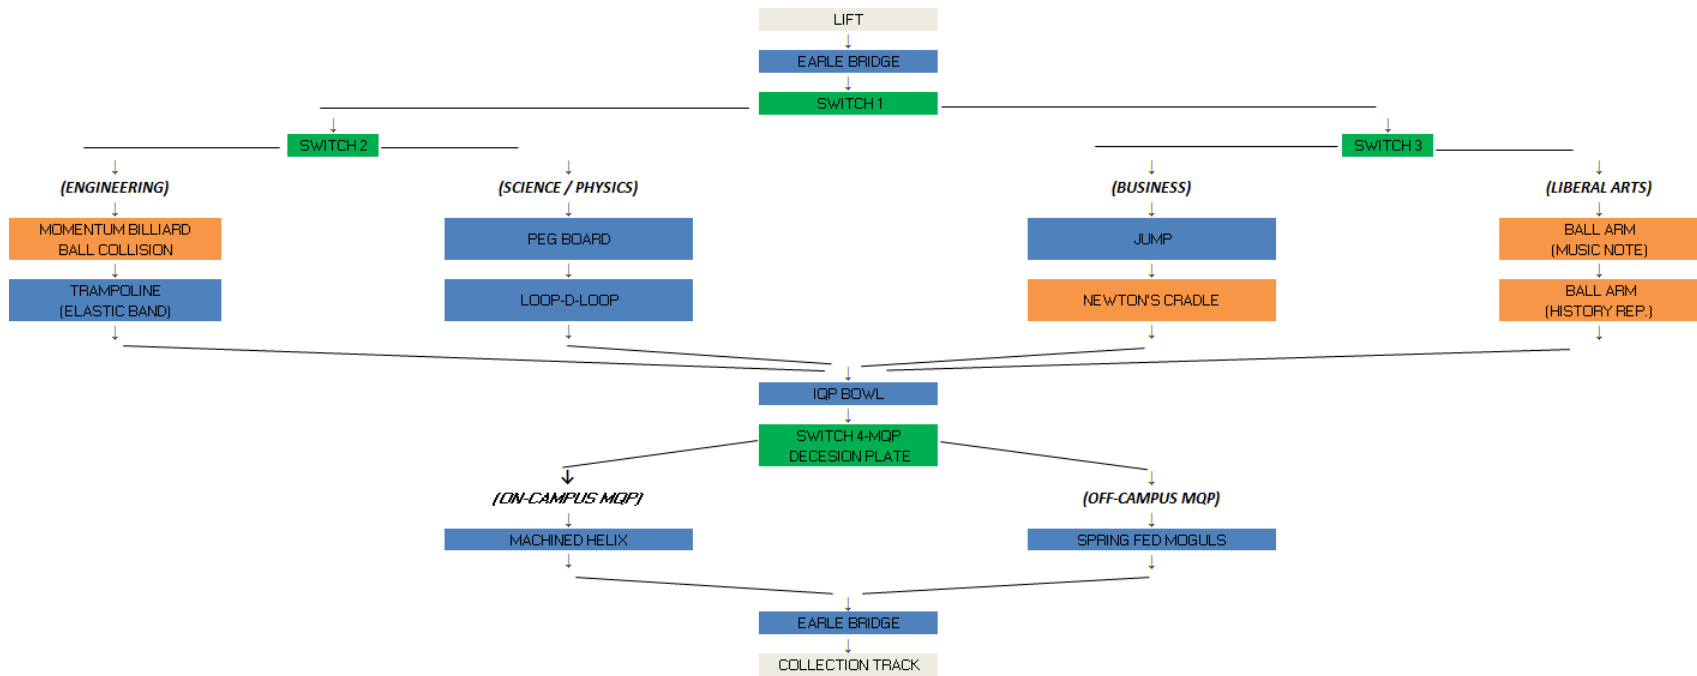 LIFT
↓
EARLE BRIDGE
↓
SWITCH 1
↓ ↓
SWITCH 2 SWITCH 3
↓ ↓ ↓ ↓
(ENGINEERING) (SCIENCE / PHYSICS) (BUSINESS) (LIBERAL ARTS)
↓ ↓ ↓ ↓
MOMENTUM BILLIARD
BALL COLLISION
PEG BOARD
JUMP
BALL ARM
(MUSIC NOTE)
↓ ↓ ↓ ↓
TRAMPOLINE
(ELASTIC BAND)
LOOP-D-LOOP
NEWTON'S CRADLE
BALL ARM
(HISTORY REP.)
↓ ↓ ↓ ↓
↓
IQP BOWL
↓
SWITCH 4-MQP
DECESION PLATE
↓ ↓
(ON-CAMPUS MQP) (OFF-CAMPUS MQP)
↓ ↓
MACHINED HELIX SPRING FED MOGULS
↓ ↓
↓
EARLE BRIDGE
↓
COLLECTION TRACK